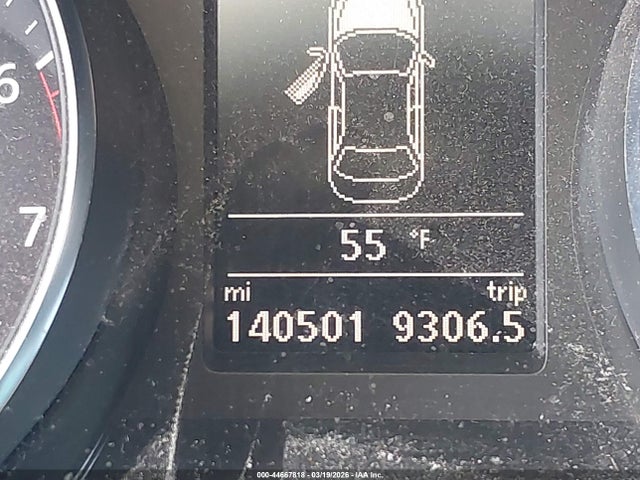 6
7
55 °F
mi trip
140501 9306.5
000-44667818 - 03/19/2026 - IAA Inc.